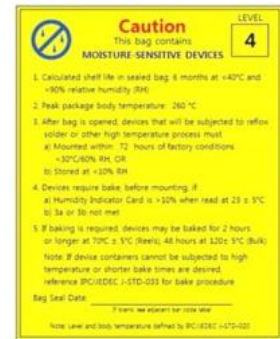 Caution
LEVEL
4
This bag contains
MOISTURE-SENSITIVE DEVICES
1. Calculated shelf life in sealed bag: 6 months at <40°C and
<90% relative humidity (RH)
2. Peak package body temperature: 260 °C
3. After bag is opened, devices that will be subjected to reflow
solder or other high temperature process must
a) Mounted within: 72 hours of factory conditions
<30°C/60% RH, OR
b) Stored at <10% RH
4. Devices require bake, before mounting, if:
a) Humidity Indicator Card is >10% when read at 23 ± 5°C
b) 3a or 3b not met
5. If baking is required, devices may be baked for 2 hours
or longer at 70°C ± 5°C (Reels), 48 hours at 120± 5°C (Bulk)
Note: If device containers cannot be subjected to high
temperature or shorter bake times are desired,
reference IPC/JEDEC J-STD-033 for bake procedure
Bag Seal Date:
If blank, see adjacent bar code label
Note: Level and body temperature defined by IPC/JEDEC J-STD-020